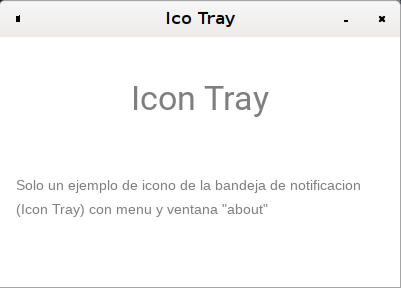 Ico Tray
Icon Tray
Solo un ejemplo de icono de la bandeja de notificacion
(Icon Tray) con menu y ventana "about"